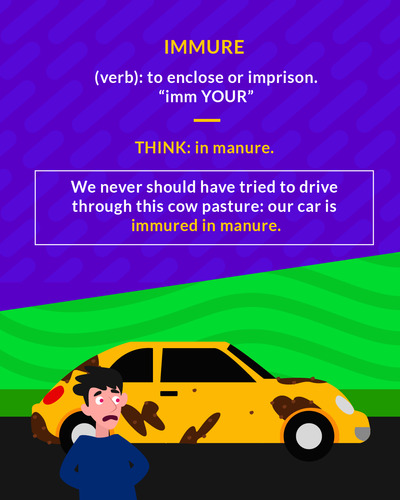 IMMURE
(verb): to enclose or imprison.
“imm YOUR”
THINK: in manure.
We never should have tried to drive
through this cow pasture: our car is
immured in manure.